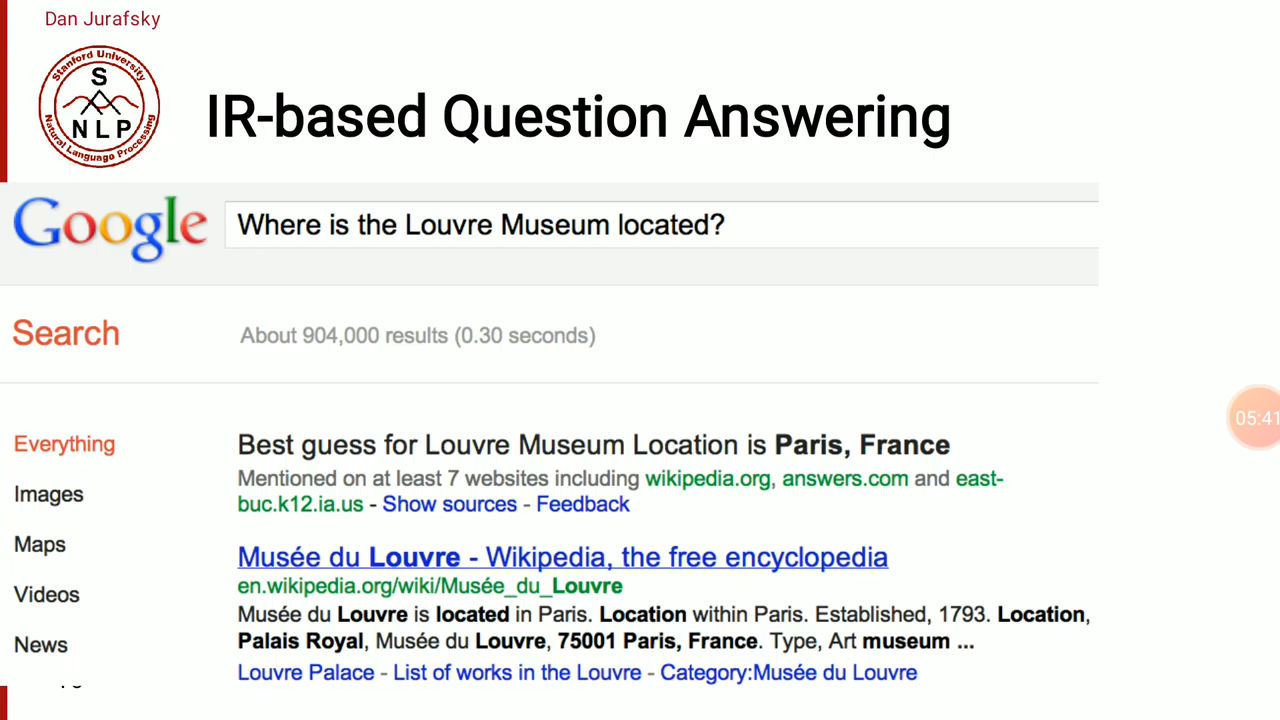 Dan Jurafsky
Stanford University
S
N L P
Natural Language Processing
IR-based Question Answering
Google
Where is the Louvre Museum located?
Search
About 904,000 results (0.30 seconds)
Everything
Images
Maps
Videos
News
Best guess for Louvre Museum Location is Paris, France
Mentioned on at least 7 websites including wikipedia.org, answers.com and east-
buc.k12.ia.us - Show sources - Feedback
Musée du Louvre - Wikipedia, the free encyclopedia
en.wikipedia.org/wiki/Musée_du_Louvre
Musée du Louvre is located in Paris. Location within Paris. Established, 1793. Location,
Palais Royal, Musée du Louvre, 75001 Paris, France. Type, Art museum ...
Louvre Palace - List of works in the Louvre - Category:Musée du Louvre
05:41